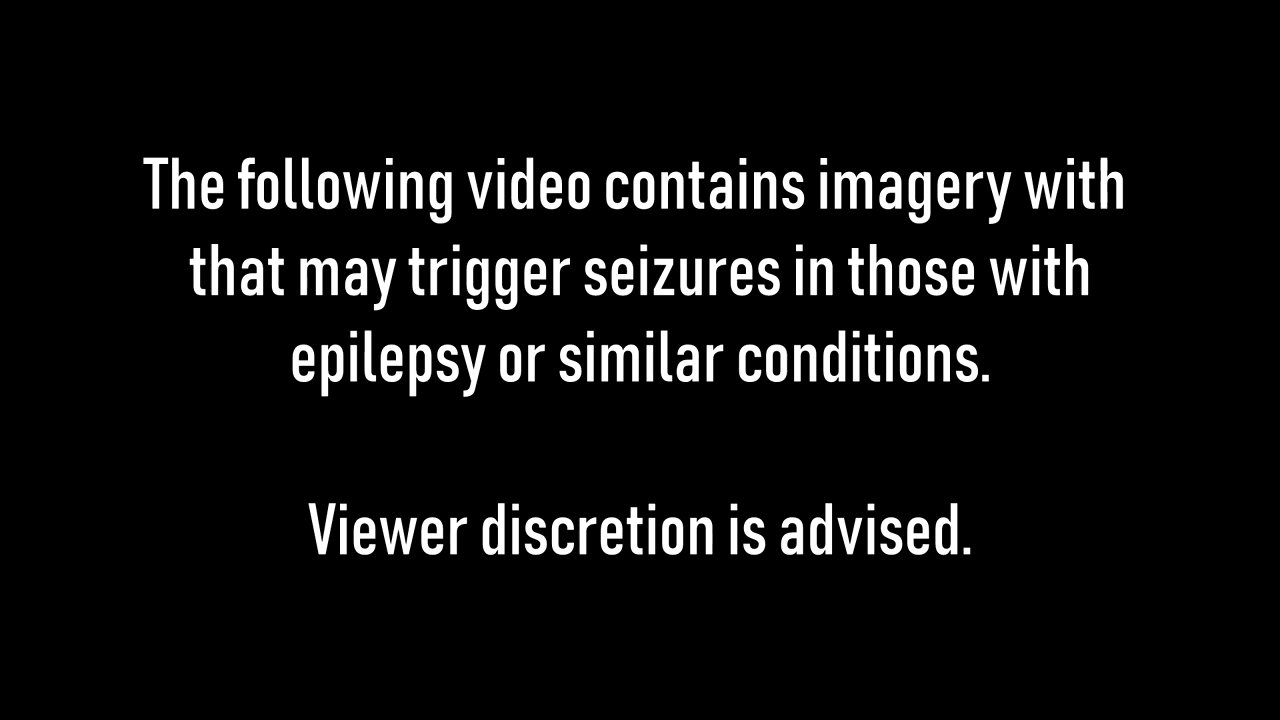 The following video contains imagery with
that may trigger seizures in those with
epilepsy or similar conditions.
Viewer discretion is advised.